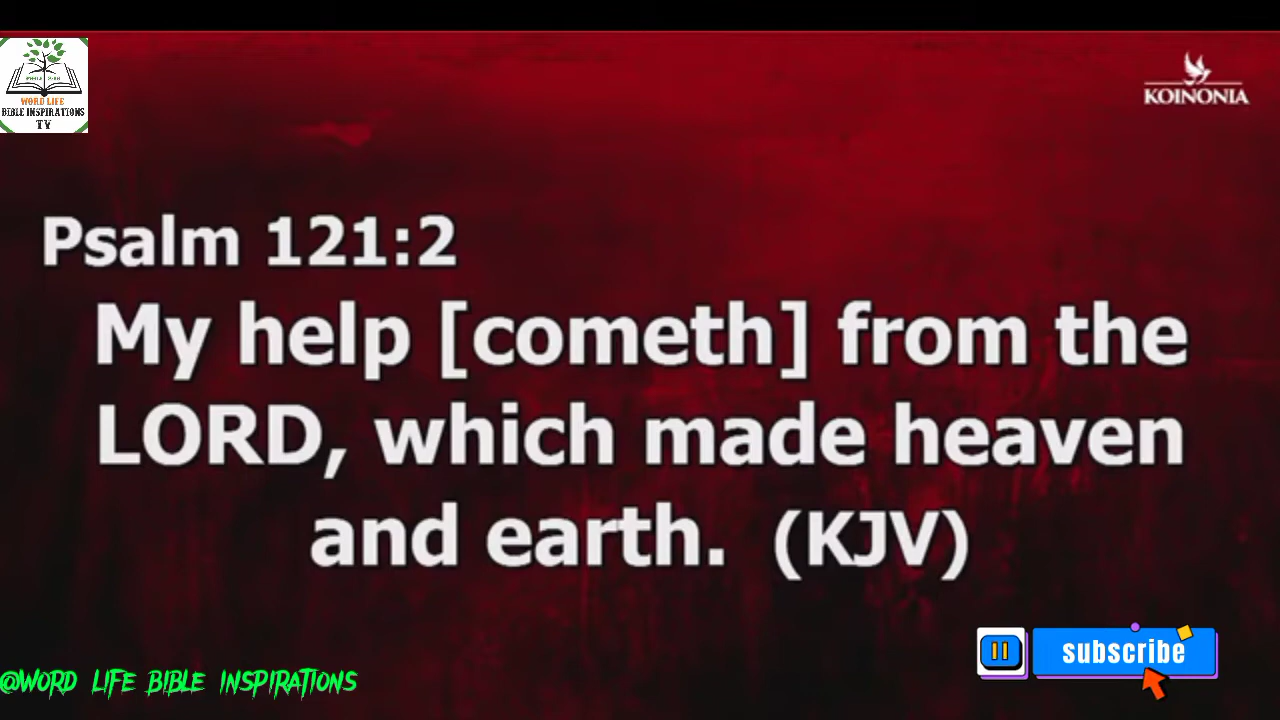 WORD LIFE
BIBLE INSPIRATIONS
TV
KOINONIA
Psalm 121:2
My help [cometh] from the
LORD, which made heaven
and earth. (KJV)
subscribe
@WORD LIFE BIBLE INSPIRATIONS